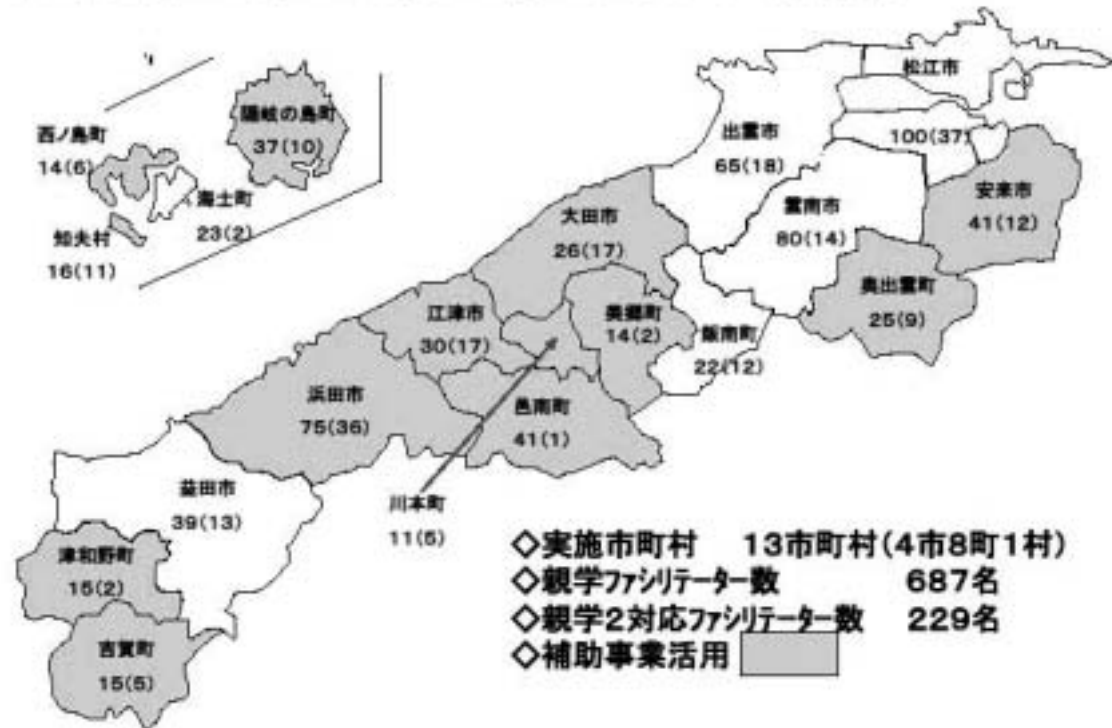 松江市
100(37)
隠岐の島町
37(10)
西ノ島町
14(6)
海士町
23(2)
知夫村
16(11)
出雲市
65(18)
安来市
41(12)
雲南市
80(14)
大田市
26(17)
奥出雲町
25(9)
江津市
30(17)
美郷町
14(2)
飯南町
22(12)
浜田市
75(36)
邑南町
41(1)
川本町
11(5)
益田市
39(13)
津和野町
15(2)
吉賀町
15(5)
◇実施市町村 13市町村(4市8町1村)
◇親学ファシリテーター数 687名
◇親学2対応ファシリテーター数 229名
◇補助事業活用